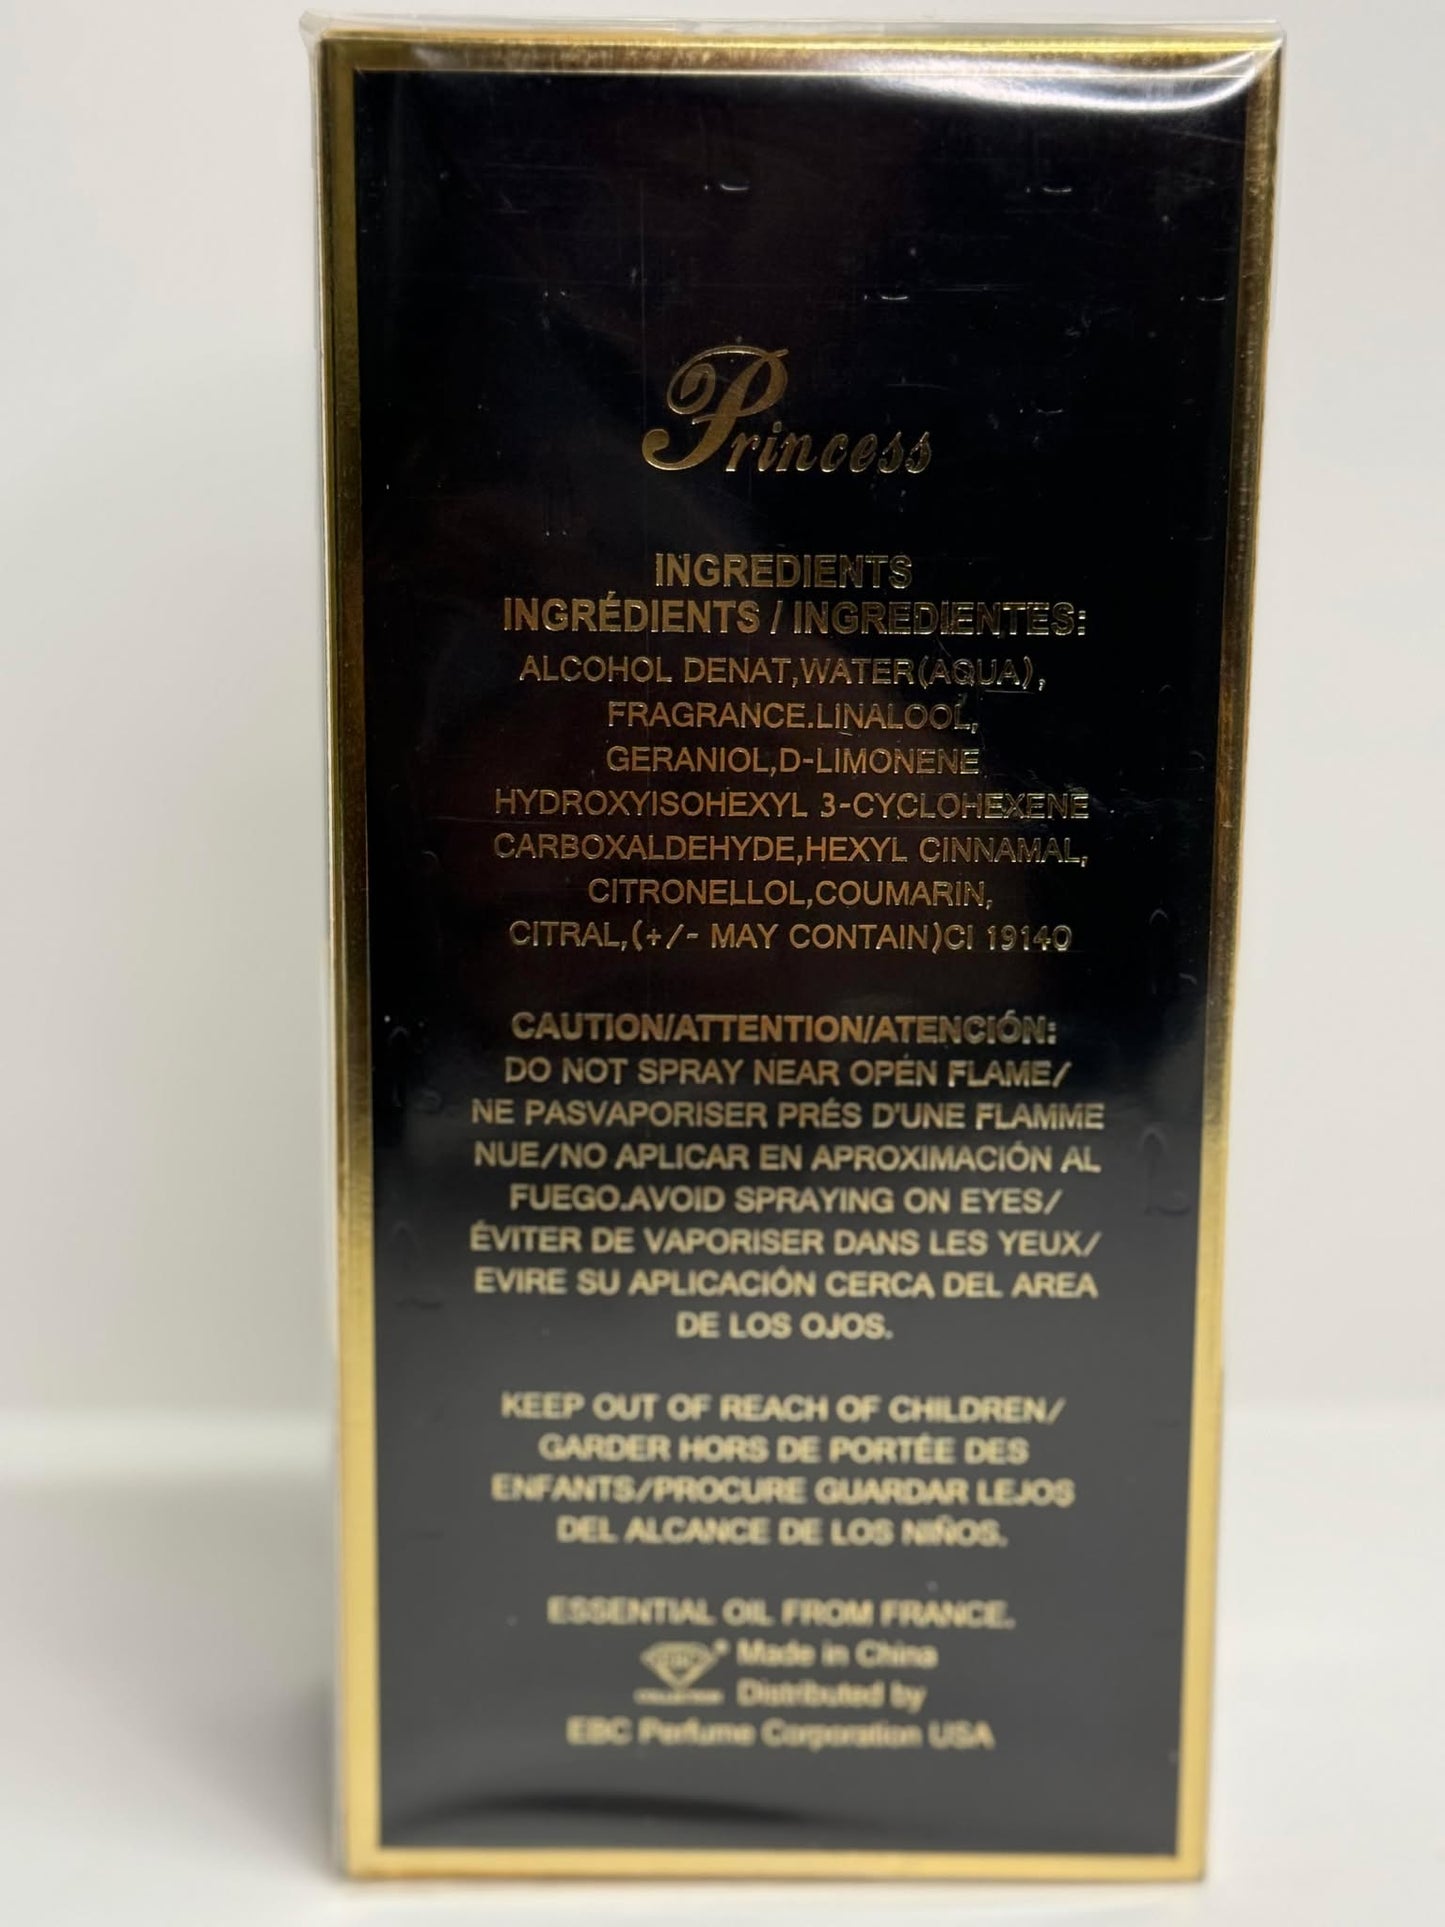 Princess
INGREDIENTS
INGRÉDIENTS / INGREDIENTES:
ALCOHOL DENAT,WATER(AQUA),
FRAGRANCE.LINALOOL,
GERANIOL,D-LIMONENE
HYDROXYISOHEXYL 3-CYCLOHEXENE
CARBOXALDEHYDE,HEXYL CINNAMAL,
CITRONELLOL,COUMARIN,
CITRAL,(+/- MAY CONTAIN)CI 19140
CAUTION/ATTENTION/ATENCIÓN:
DO NOT SPRAY NEAR OPÉN FLAME/
NE PASVAPORISER PRÉS D'UNE FLAMME
NUE/NO APLICAR EN APROXIMACIÓN AL
FUEGO.AVOID SPRAYING ON EYES/
ÉVITER DE VAPORISER DANS LES YEUX/
EVIRE SU APLICACIÓN CERCA DEL AREA
DE LOS OJOS.
KEEP OUT OF REACH OF CHILDREN/
GARDER HORS DE PORTÉE DES
ENFANTS/PROCURE GUARDAR LEJOS
DEL ALCANCE DE LOS NIÑOS.
ESSENTIAL OIL FROM FRANCE.
Made in China
Distributed by
EBC Perfume Corporation USA